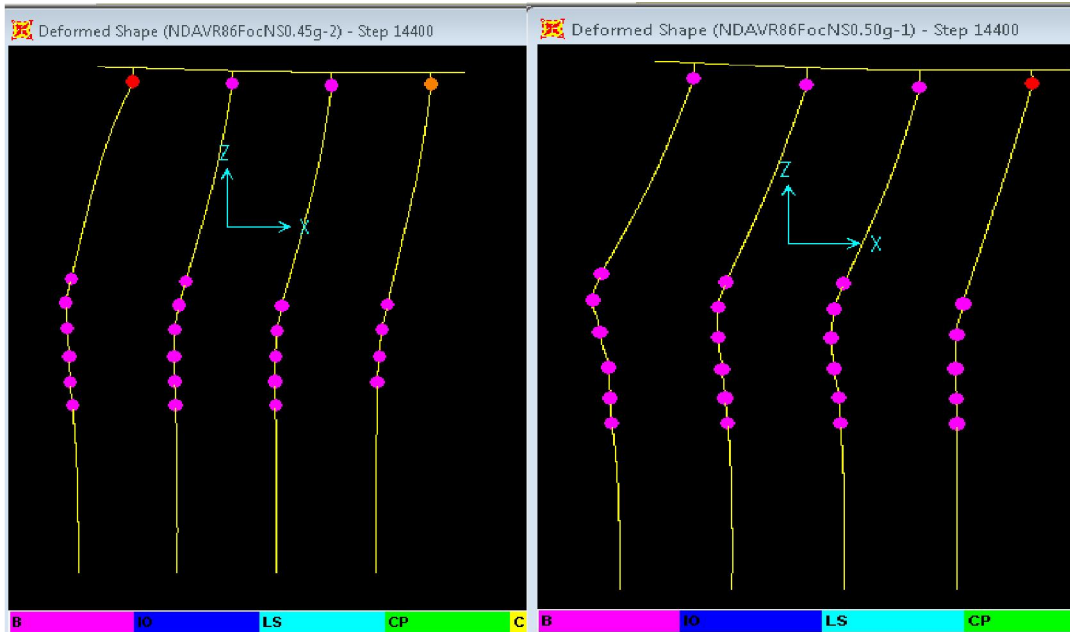 Deformed Shape (NDAVR86FocNS0.45g-2) - Step 14400
Z
X
B IO LS CP C
Deformed Shape (NDAVR86FocNS0.50g-1) - Step 14400
Z
X
B IO LS CP